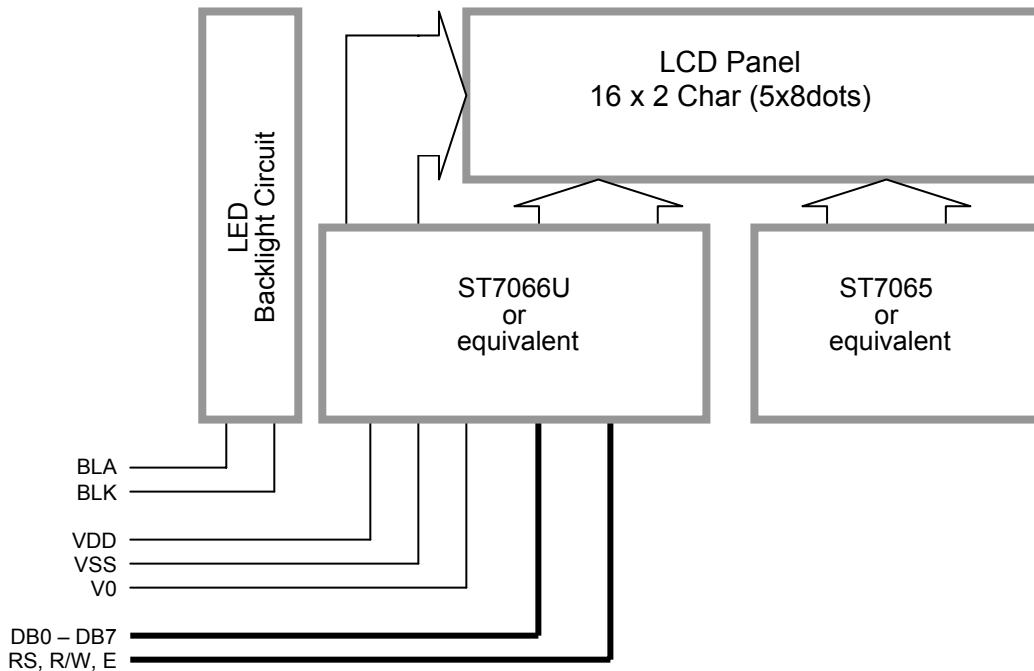 LCD Panel
16 x 2 Char (5x8dots)
LED
Backlight Circuit
ST7066U
or
equivalent
ST7065
or
equivalent
BLA
BLK
VDD
VSS
V0
DB0 – DB7
RS, R/W, E